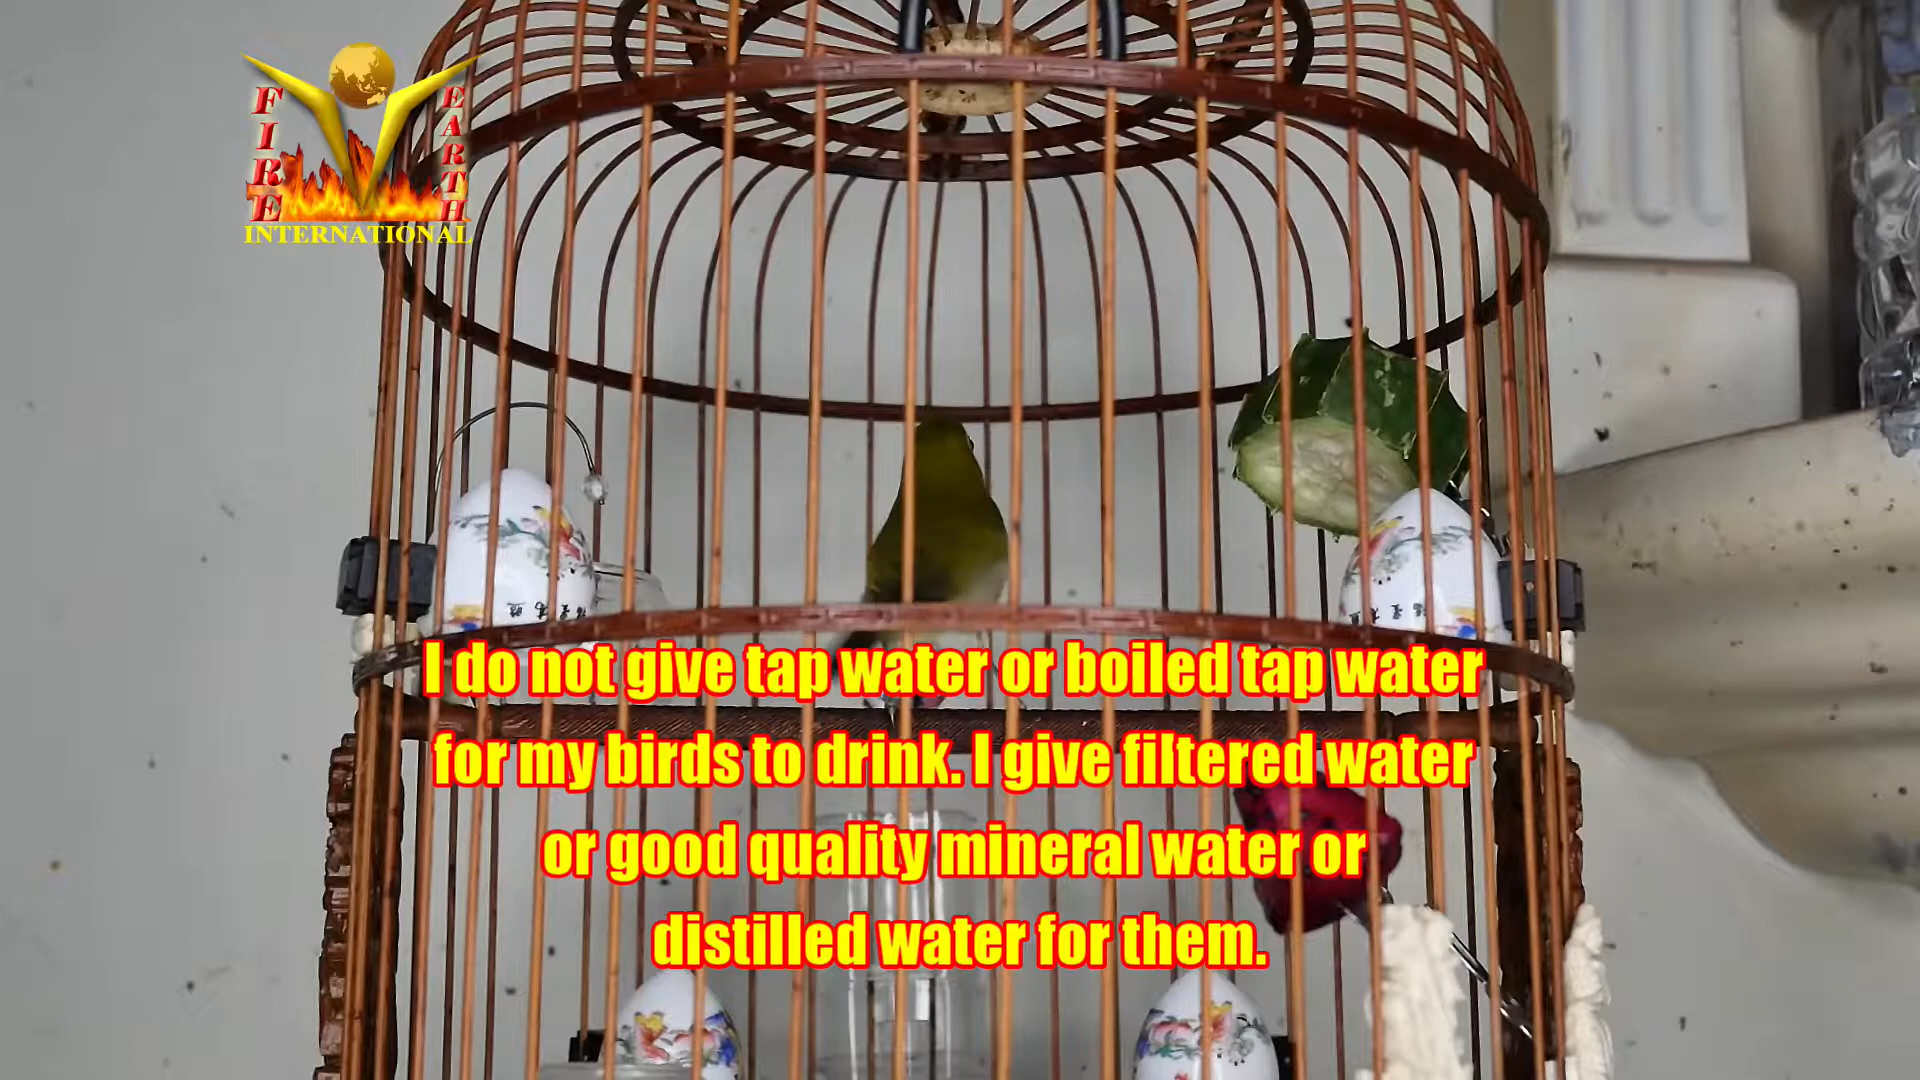 FIRE
EARTH
INTERNATIONAL
I do not give tap water or boiled tap water
for my birds to drink. I give filtered water
or good quality mineral water or
distilled water for them.